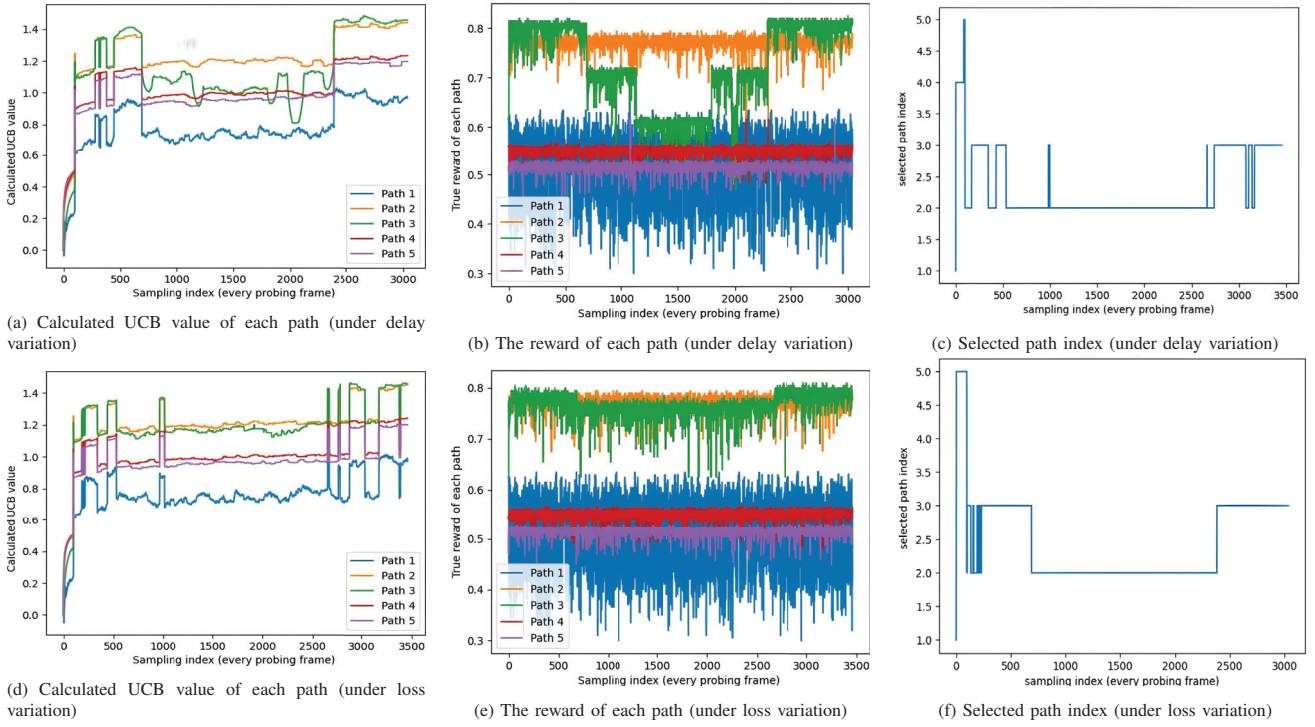 1.4
1.2
1.0
0.8
0.6
0.4
0.2
0.0
Calculated UCB value
0
500
1000
1500
2000
2500
3000
Sampling index (every probing frame)
Path 1
Path 2
Path 3
Path 4
Path 5
(a) Calculated UCB value of each path (under delay
variation)
0.8
0.7
0.6
0.5
0.4
0.3
True reward of each path
0
500
1000
1500
2000
2500
3000
Sampling index (every probing frame)
Path 1
Path 2
Path 3
Path 4
Path 5
(b) The reward of each path (under delay variation)
5.0
4.5
4.0
3.5
3.0
2.5
2.0
1.5
1.0
selected path index
0
500
1000
1500
2000
2500
3000
3500
sampling index (every probing frame)
(c) Selected path index (under delay variation)
1.4
1.2
1.0
0.8
0.6
0.4
0.2
0.0
Calculated UCB value
0
500
1000
1500
2000
2500
3000
3500
Sampling index (every probing frame)
Path 1
Path 2
Path 3
Path 4
Path 5
(d) Calculated UCB value of each path (under loss
variation)
0.8
0.7
0.6
0.5
0.4
0.3
True reward of each path
0
500
1000
1500
2000
2500
3000
3500
Sampling index (every probing frame)
Path 1
Path 2
Path 3
Path 4
Path 5
(e) The reward of each path (under loss variation)
5.0
4.5
4.0
3.5
3.0
2.5
2.0
1.5
1.0
selected path index
0
500
1000
1500
2000
2500
3000
sampling index (every probing frame)
(f) Selected path index (under loss variation)